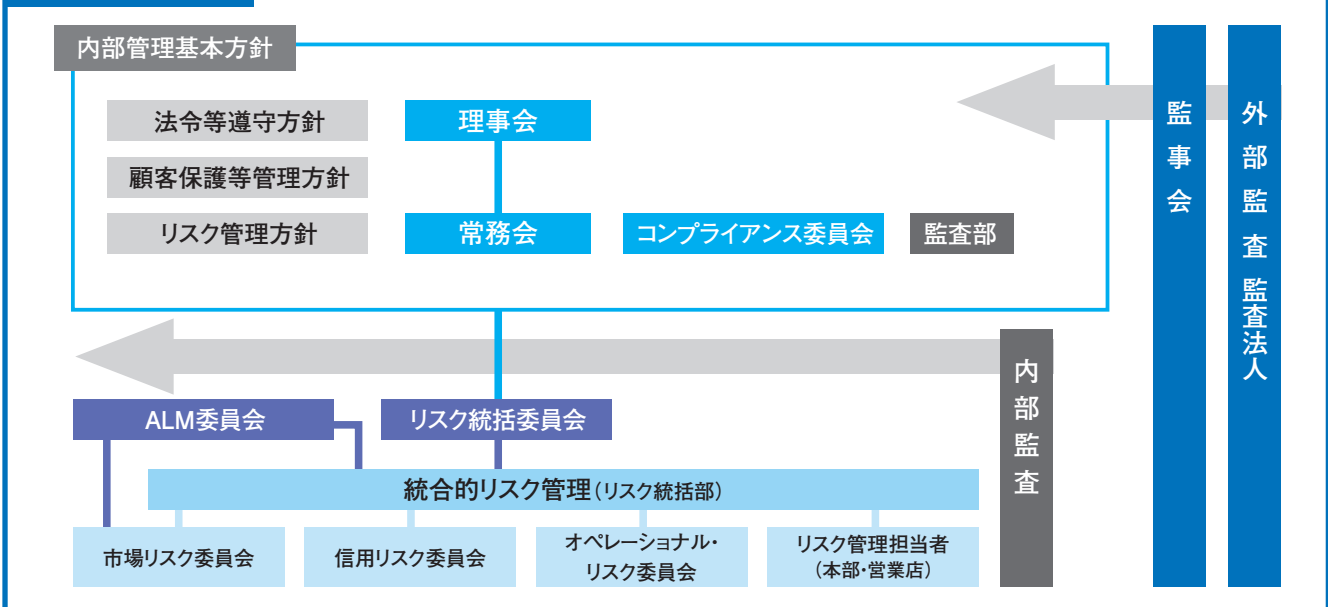 内部管理基本方針
法令等遵守方針
理事会
顧客保護等管理方針
リスク管理方針
常務会
コンプライアンス委員会
監査部
監事会
外部監査 監査法人
内部監査
ALM委員会
リスク統括委員会
統合的リスク管理(リスク統括部)
市場リスク委員会
信用リスク委員会
オペレーショナル・
リスク委員会
リスク管理担当者
(本部・営業店)